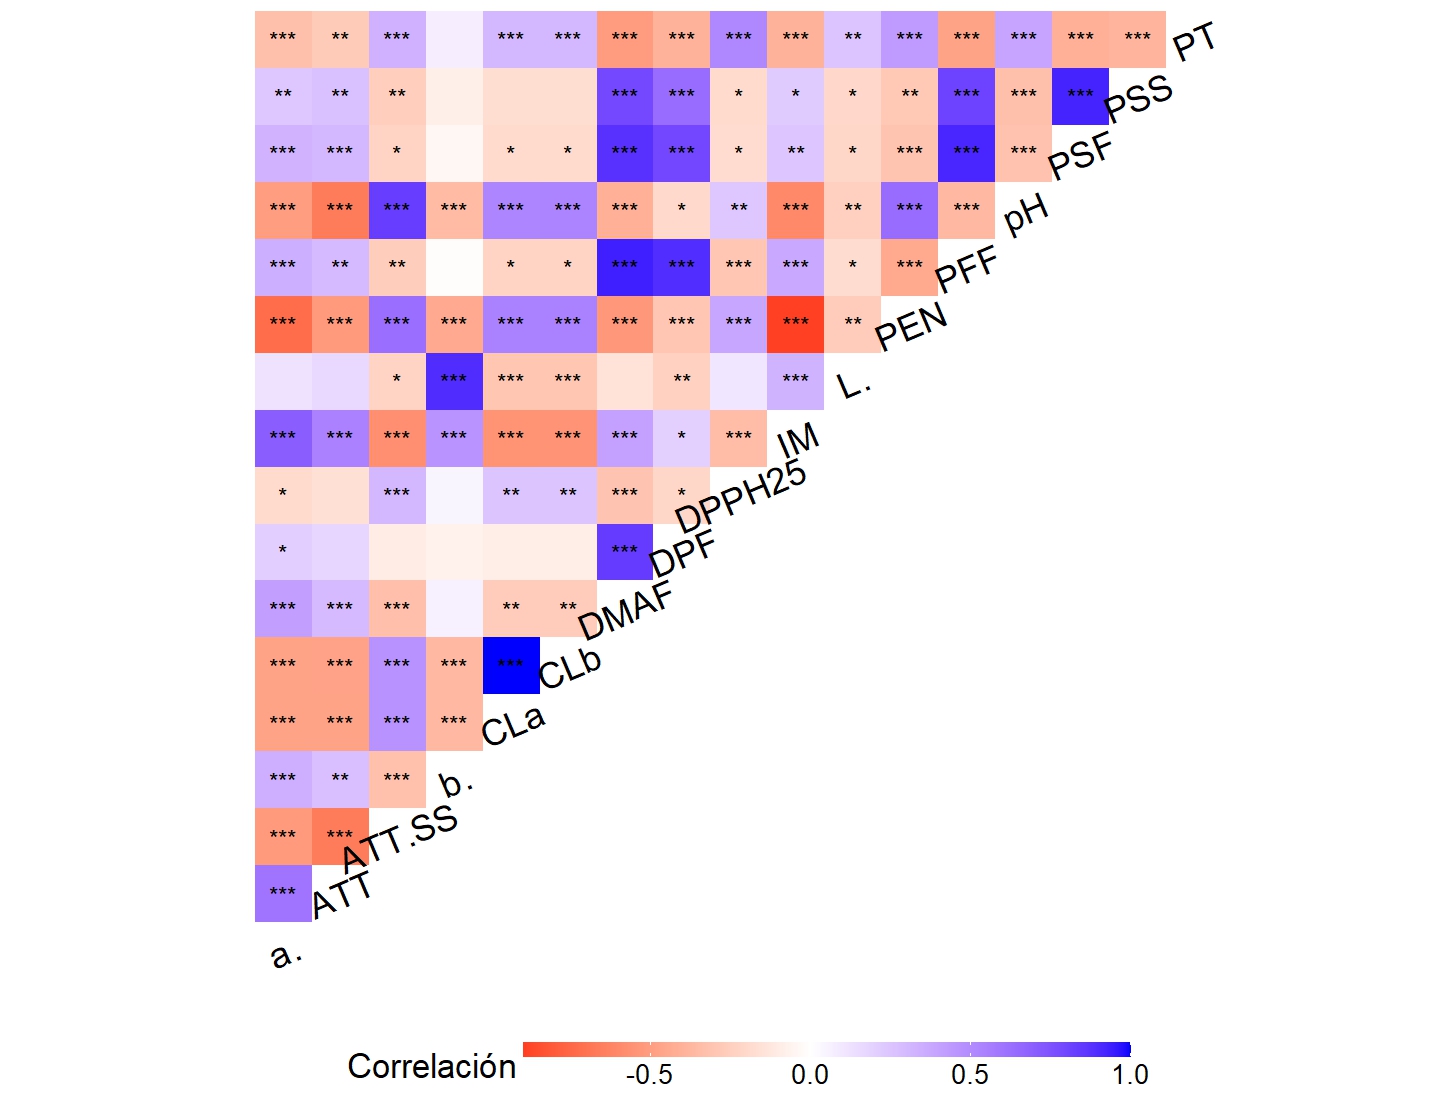 *** ** *** *** *** *** *** *** *** ** *** *** *** *** *** PT
** ** ** *** *** * * * ** *** *** *** PSS
*** *** * * * *** *** * ** * *** *** *** PSF
*** *** *** *** *** *** *** * ** *** ** *** *** pH
*** ** ** * * *** *** *** *** * *** PFF
*** *** *** *** *** *** *** *** *** *** ** PEN
* *** *** *** ** *** L.
*** *** *** *** *** *** *** * *** IM
* *** ** ** *** * DPPH25
* *** DPF
*** *** *** ** ** DMAF
*** *** *** *** *** CLb
*** *** *** *** CLa
*** ** *** b.
*** *** ATT.SS
*** ATT
a.
Correlación
-0.5 0.0 0.5 1.0